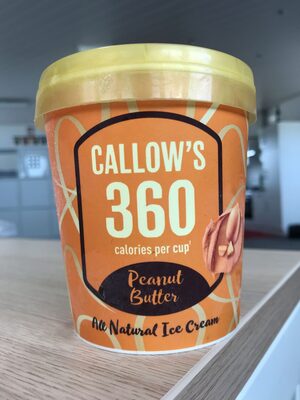 CALLOW'S
360
calories per cup
Peanut
Butter
All Natural Ice Cream